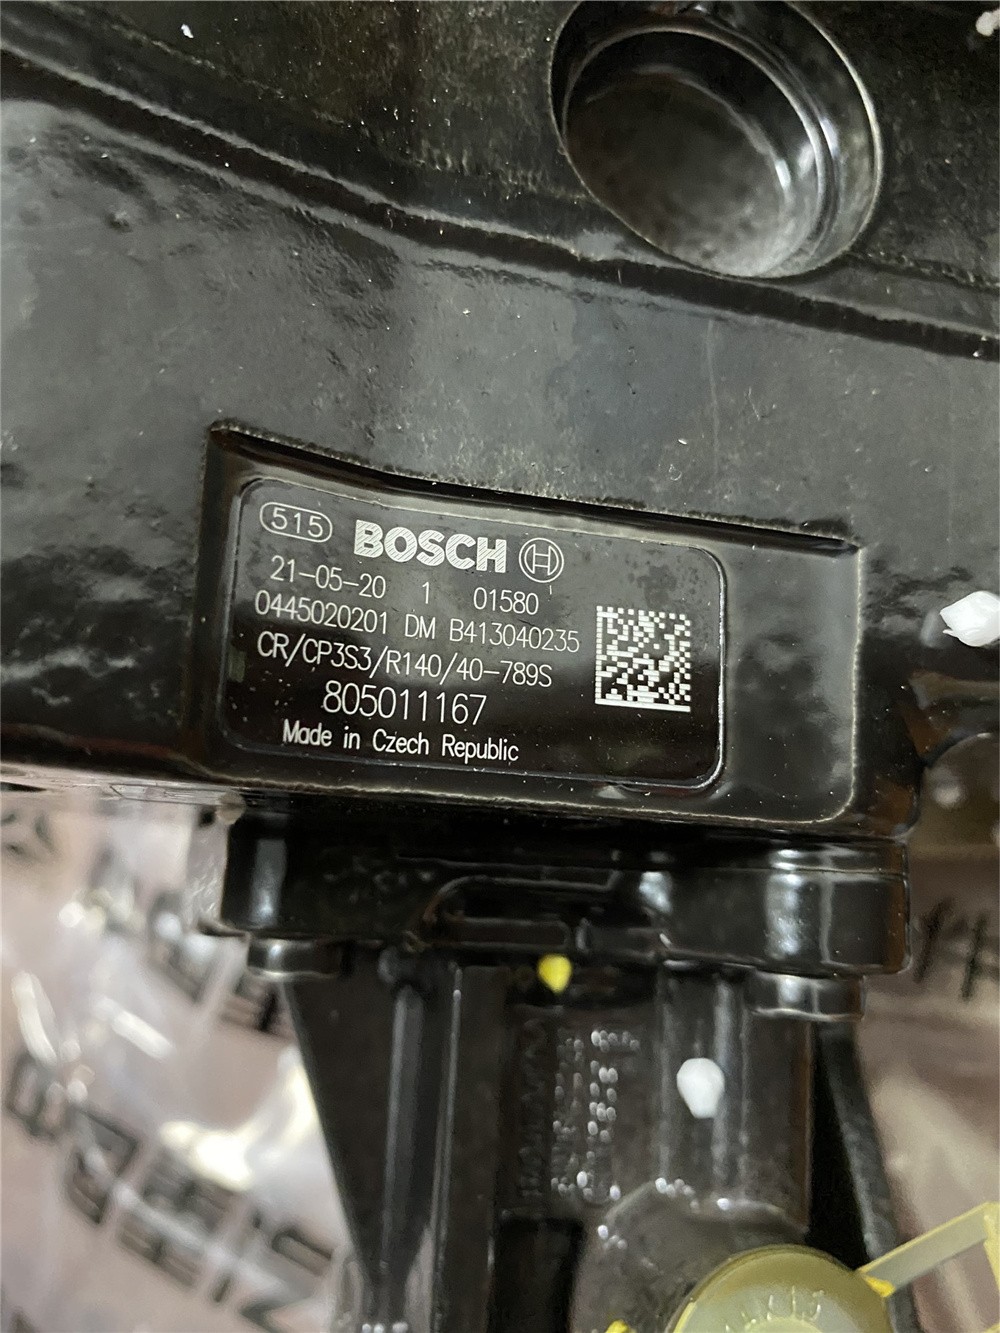 515 BOSCH
21-05-20 1 01580
0445020201 DM B413040235
CR/CP3S3/R140/40-789S
805011167
Made in Czech Republic